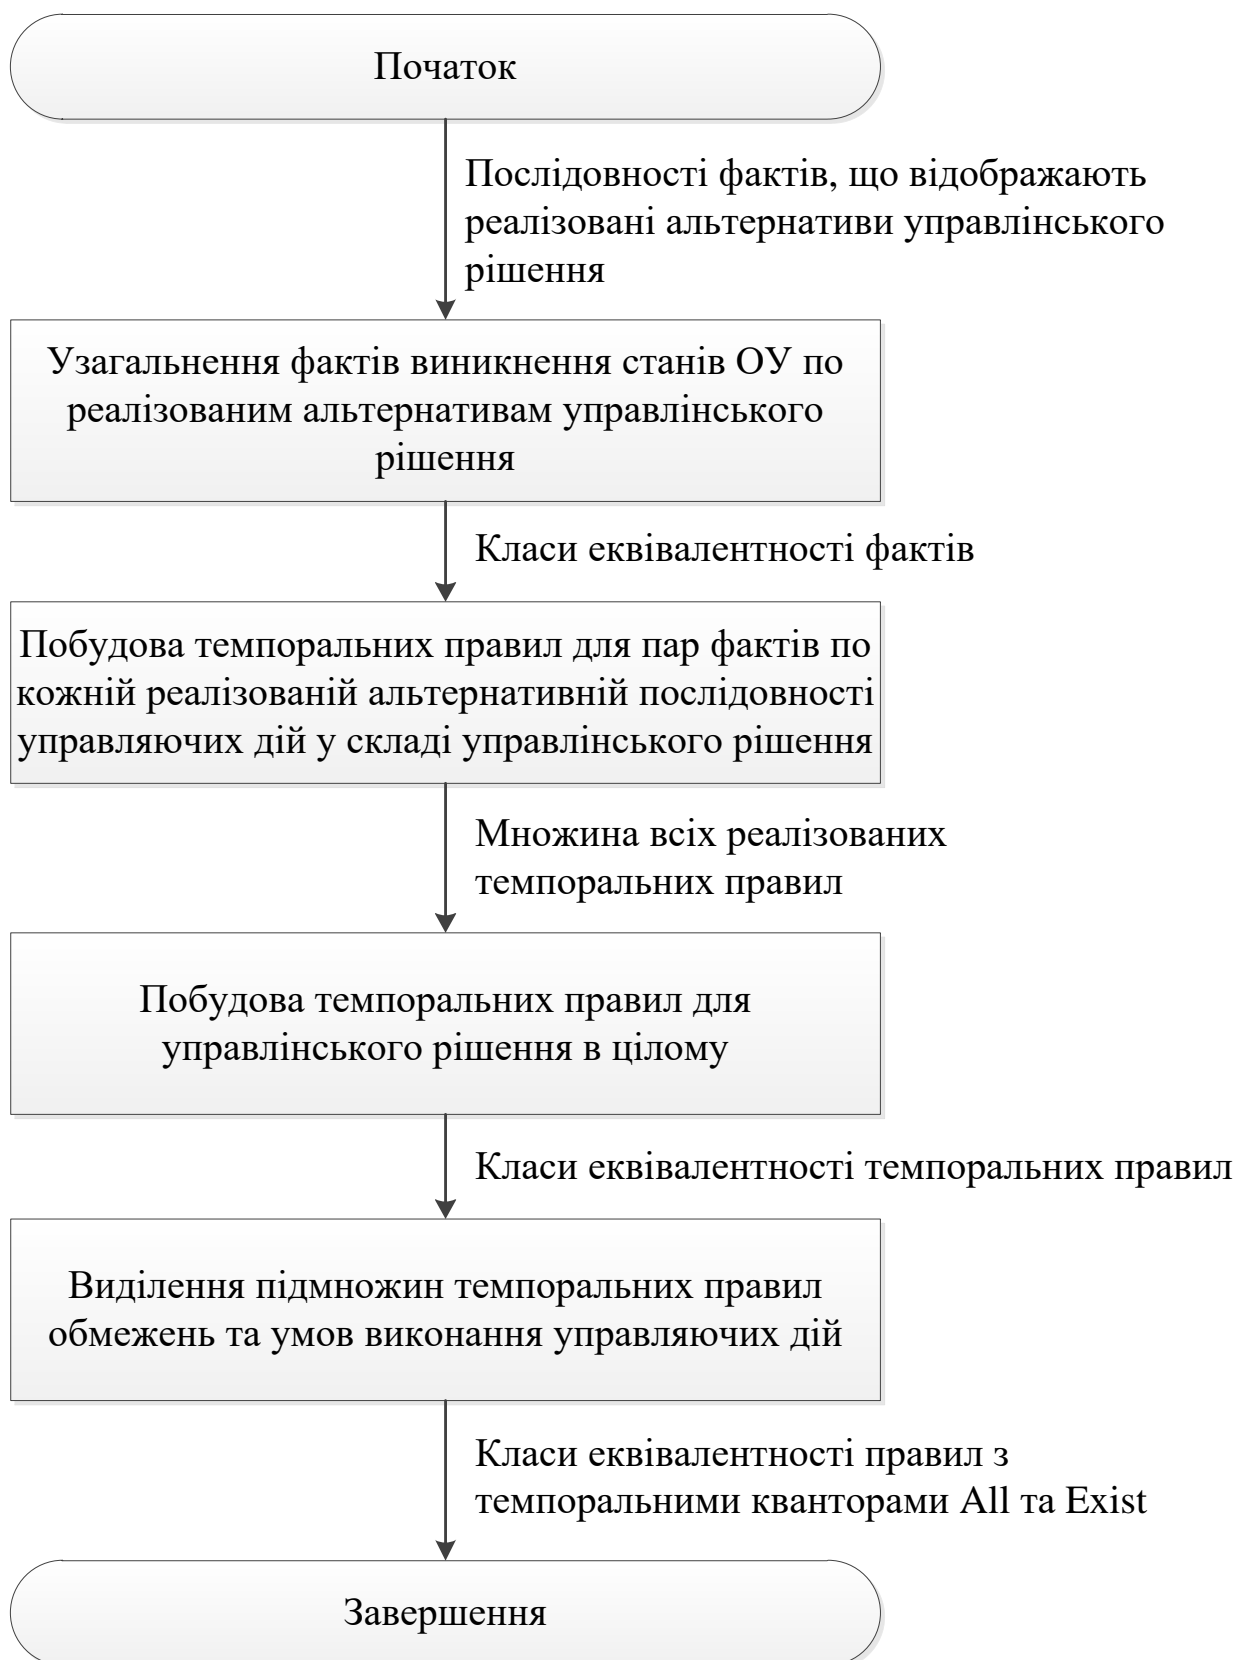 Початок
Послідовності фактів, що відображають
реалізовані альтернативи управлінського
рішення
Узагальнення фактів виникнення станів ОУ по
реалізованим альтернативам управлінського
рішення
Класи еквівалентності фактів
Побудова темпоральних правил для пар фактів по
кожній реалізованій альтернативній послідовності
управляючих дій у складі управлінського рішення
Множина всіх реалізованих
темпоральних правил
Побудова темпоральних правил для
управлінського рішення в цілому
Класи еквівалентності темпоральних правил
Виділення підмножин темпоральних правил
обмежень та умов виконання управляючих дій
Класи еквівалентності правил з
темпоральними кванторами All та Exist
Завершення